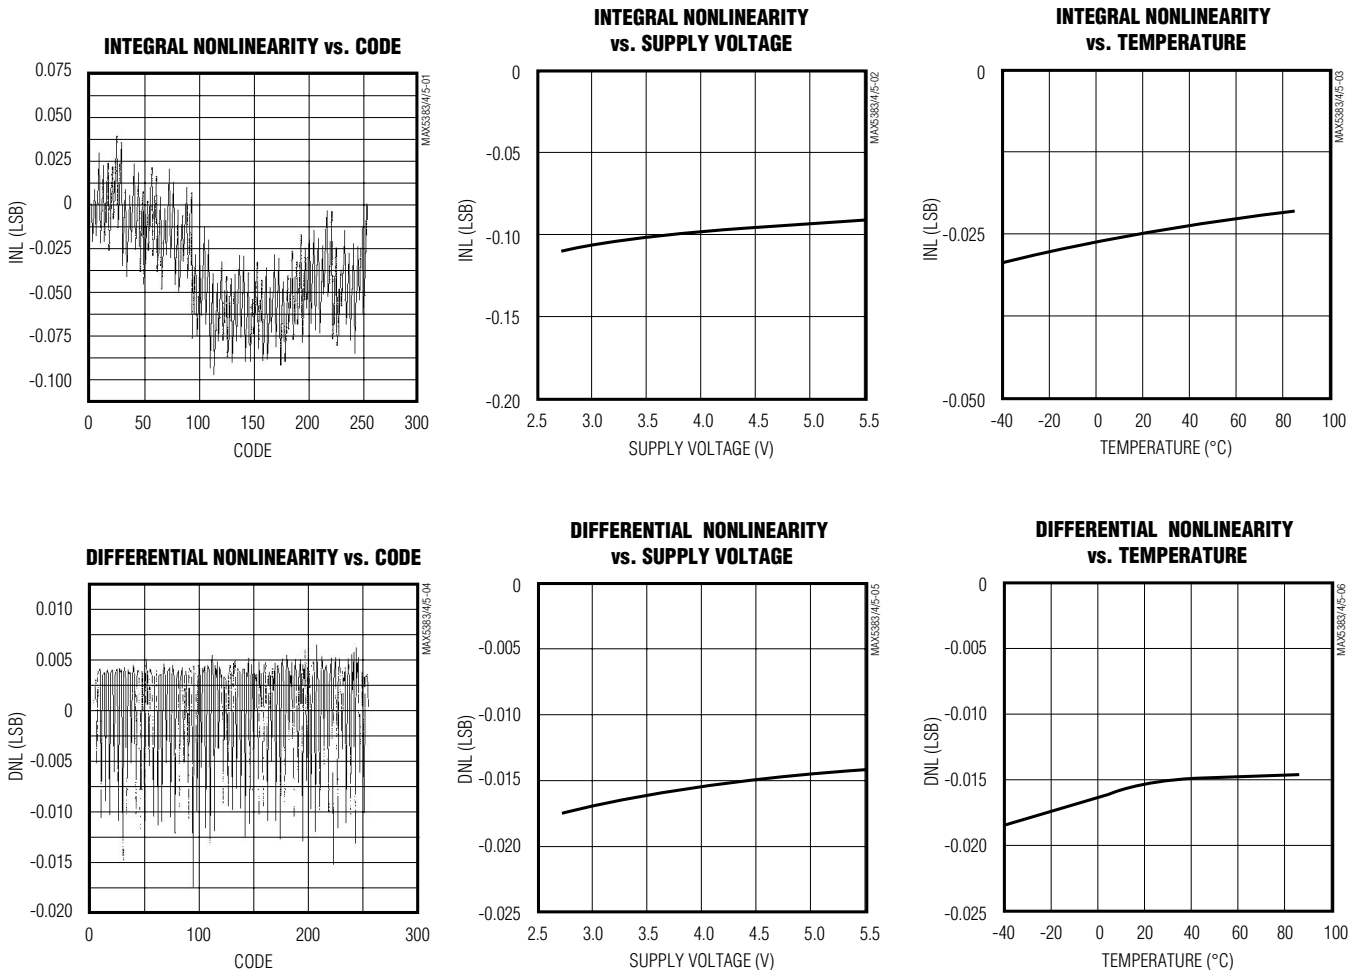 INTEGRAL NONLINEARITY vs. CODE
0.075
0.050
0.025
0
-0.025
-0.050
-0.075
-0.100
INL (LSB)
0 50 100 150 200 250 300
CODE
MAX5383/4/5-01
INTEGRAL NONLINEARITY
vs. SUPPLY VOLTAGE
0
-0.05
-0.10
-0.15
-0.20
INL (LSB)
2.5 3.0 3.5 4.0 4.5 5.0 5.5
SUPPLY VOLTAGE (V)
MAX5383/4/5-02
INTEGRAL NONLINEARITY
vs. TEMPERATURE
0
-0.025
-0.050
INL (LSB)
-40 -20 0 20 40 60 80 100
TEMPERATURE (°C)
MAX5383/4/5-03
DIFFERENTIAL NONLINEARITY vs. CODE
0.010
0.005
0
-0.005
-0.010
-0.015
-0.020
DNL (LSB)
0 50 100 150 200 250 300
CODE
MAX5383/4/5-04
DIFFERENTIAL NONLINEARITY
vs. SUPPLY VOLTAGE
0
-0.005
-0.010
-0.015
-0.020
-0.025
DNL (LSB)
2.5 3.0 3.5 4.0 4.5 5.0 5.5
SUPPLY VOLTAGE (V)
MAX5383/4/5-05
DIFFERENTIAL NONLINEARITY
vs. TEMPERATURE
0
-0.005
-0.010
-0.015
-0.020
-0.025
DNL (LSB)
-40 -20 0 20 40 60 80 100
TEMPERATURE (°C)
MAX5383/4/5-06